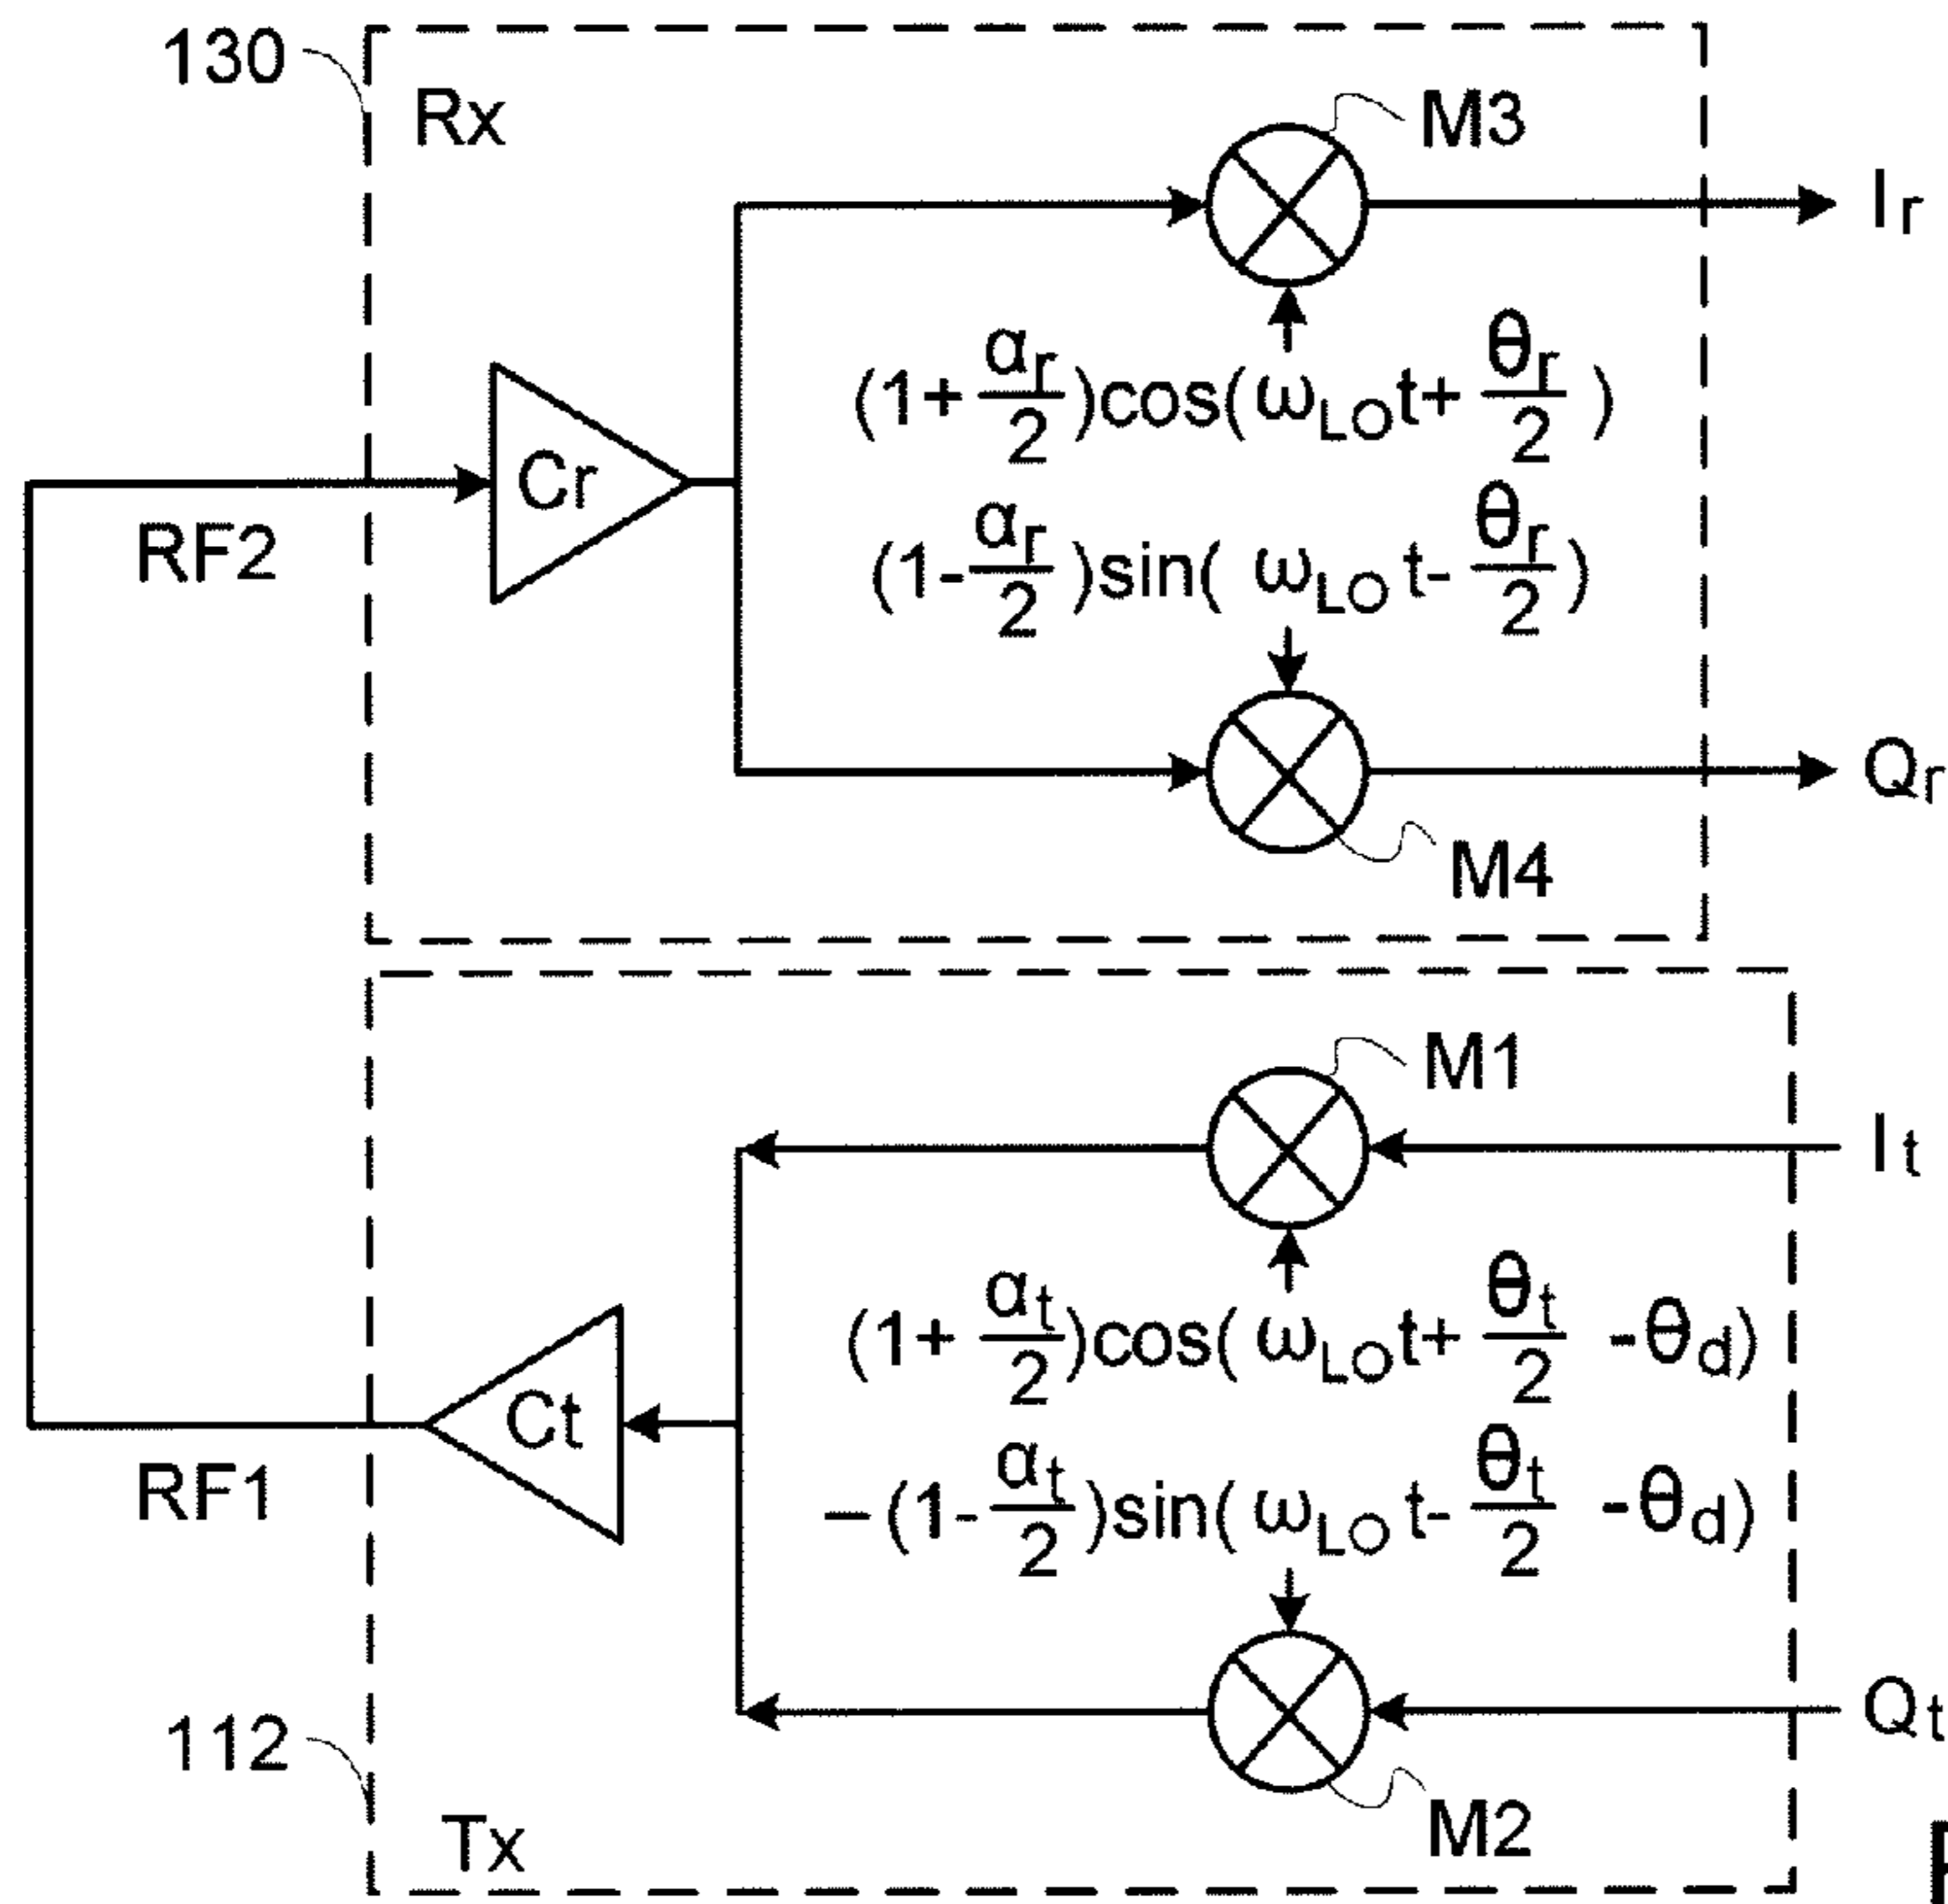 130
Rx
M3
Ir
(1+ αr/2)cos(ωLOt+ θr/2)
Cr
RF2
(1- αr/2)sin(ωLOt- θr/2)
Qr
M4
M1
It
(1+ αt/2)cos(ωLOt+ θt/2 -θd)
Ct
RF1
−(1- αt/2)sin(ωLOt- θt/2 -θd)
Qt
112
M2
Tx